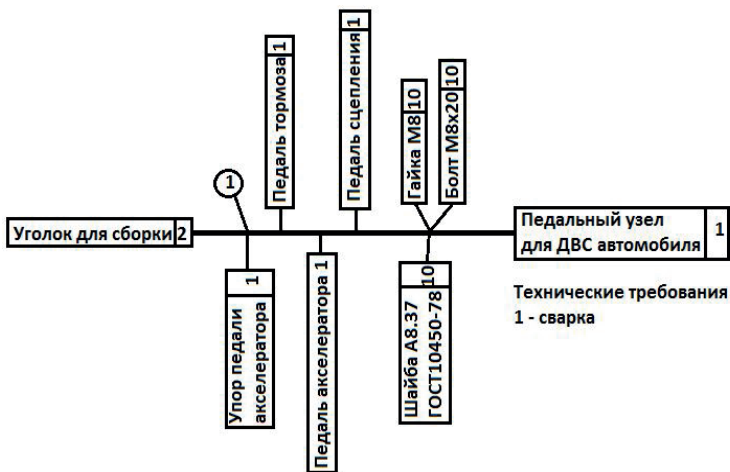 Уголок для сборки 2
1
Упор педали
акселератора
1
Педаль тормоза 1
Педаль акселератора 1
Педаль сцепления 1
Гайка М8 10
Болт М8х20 10
Шайба А8.37
ГОСТ10450-78
10
Педальный узел
для ДВС автомобиля
1
Технические требования
1 - сварка